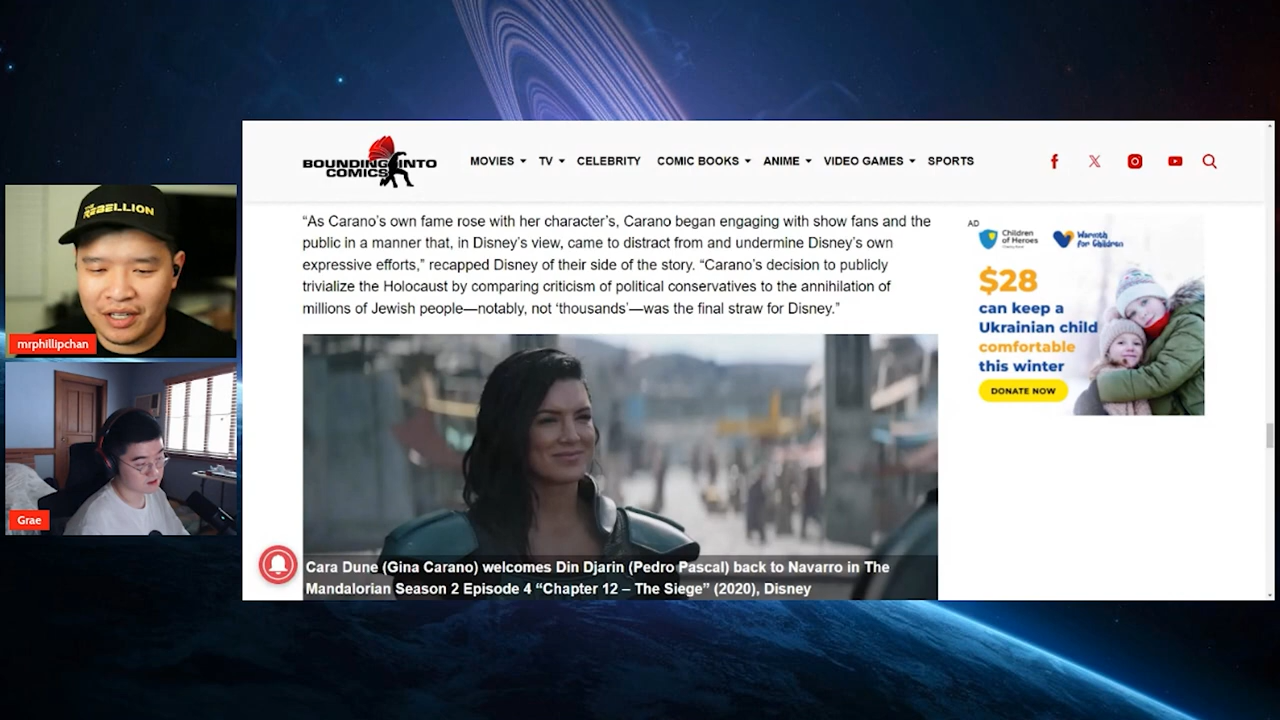 BOUNDING INTO
COMICS
MOVIES TV CELEBRITY COMIC BOOKS ANIME VIDEO GAMES SPORTS
“As Carano’s own fame rose with her character’s, Carano began engaging with show fans and the
public in a manner that, in Disney’s view, came to distract from and undermine Disney’s own
expressive efforts,” recapped Disney of their side of the story. “Carano’s decision to publicly
trivialize the Holocaust by comparing criticism of political conservatives to the annihilation of
millions of Jewish people—notably, not ‘thousands’—was the final straw for Disney.”
Cara Dune (Gina Carano) welcomes Din Djarin (Pedro Pascal) back to Navarro in The
Mandalorian Season 2 Episode 4 “Chapter 12 – The Siege” (2020), Disney
AD
Children
of Heroes
Warmth
for Children
$28
can keep a
Ukrainian child
comfortable
this winter
DONATE NOW
REBELLION
mrphillipchan
Grae